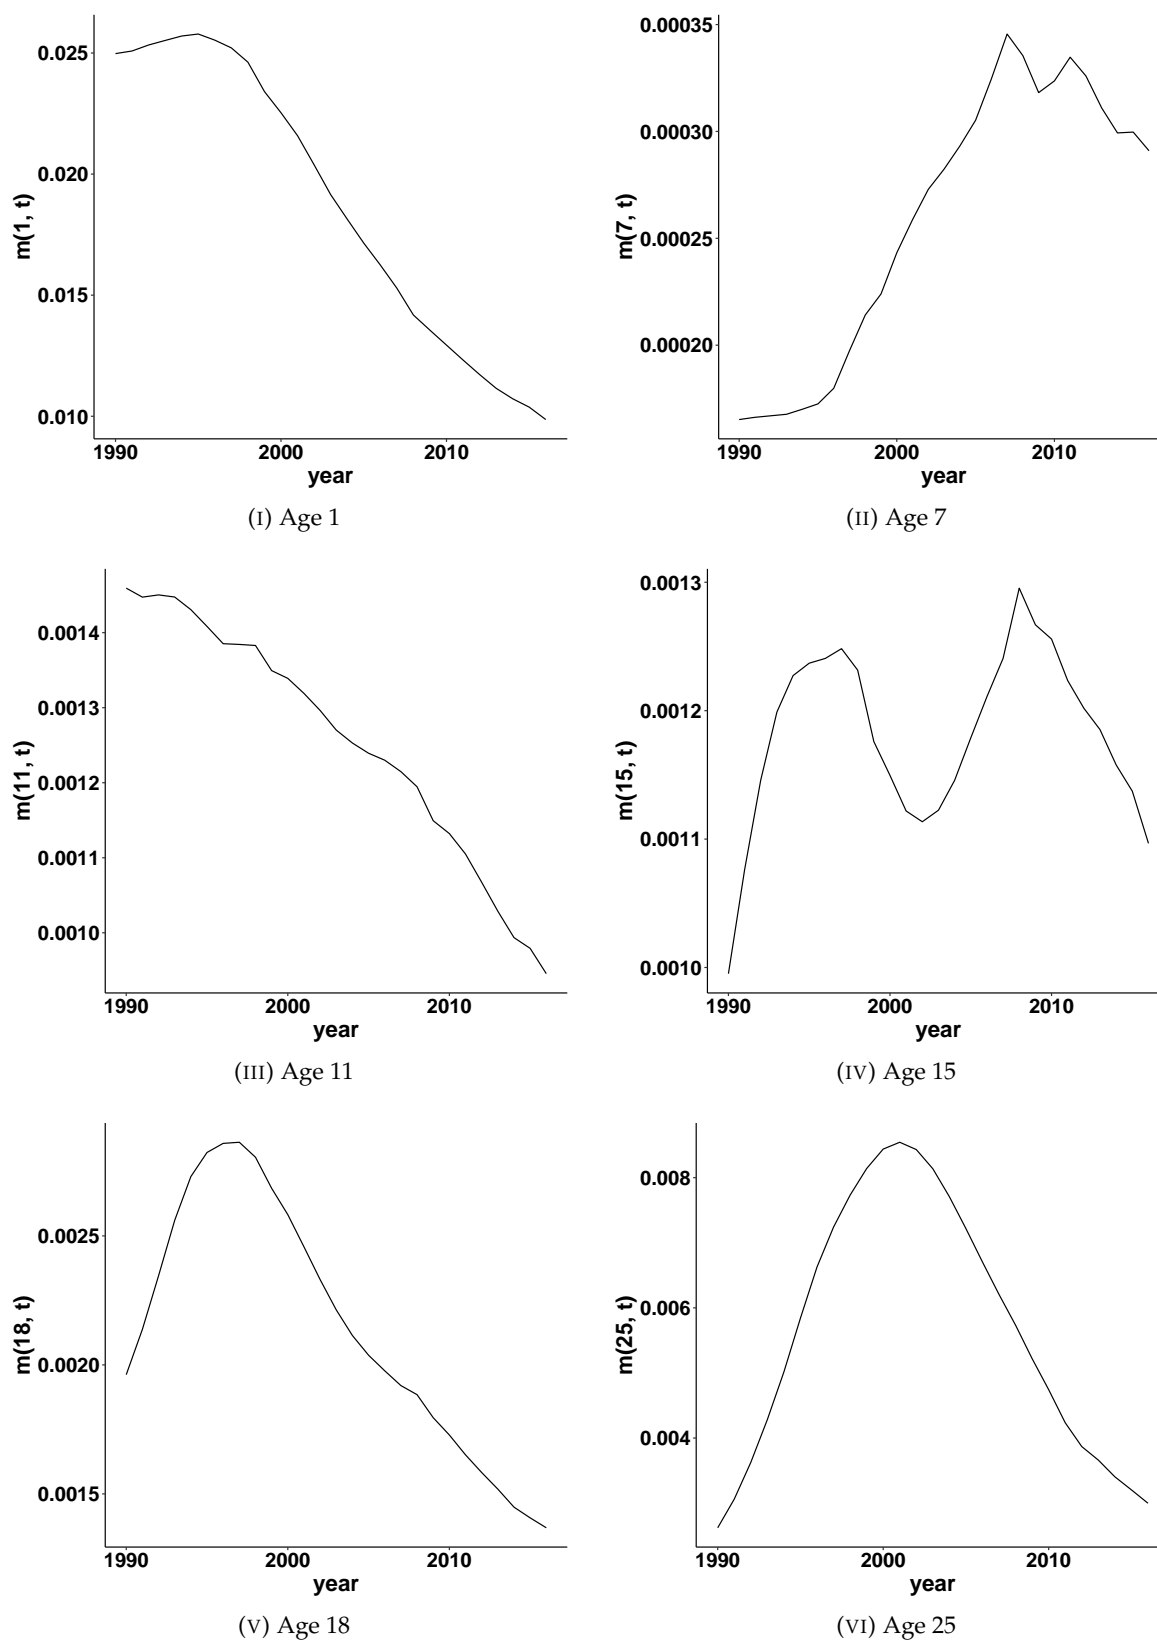 0.025
0.020
0.015
0.010
m(1, t)
1990 2000 2010
year
(I) Age 1
0.00035
0.00030
0.00025
0.00020
m(7, t)
1990 2000 2010
year
(II) Age 7
0.0014
0.0013
0.0012
0.0011
0.0010
m(11, t)
1990 2000 2010
year
(III) Age 11
0.0013
0.0012
0.0011
0.0010
m(15, t)
1990 2000 2010
year
(IV) Age 15
0.0025
0.0020
0.0015
m(18, t)
1990 2000 2010
year
(V) Age 18
0.008
0.006
0.004
m(25, t)
1990 2000 2010
year
(VI) Age 25